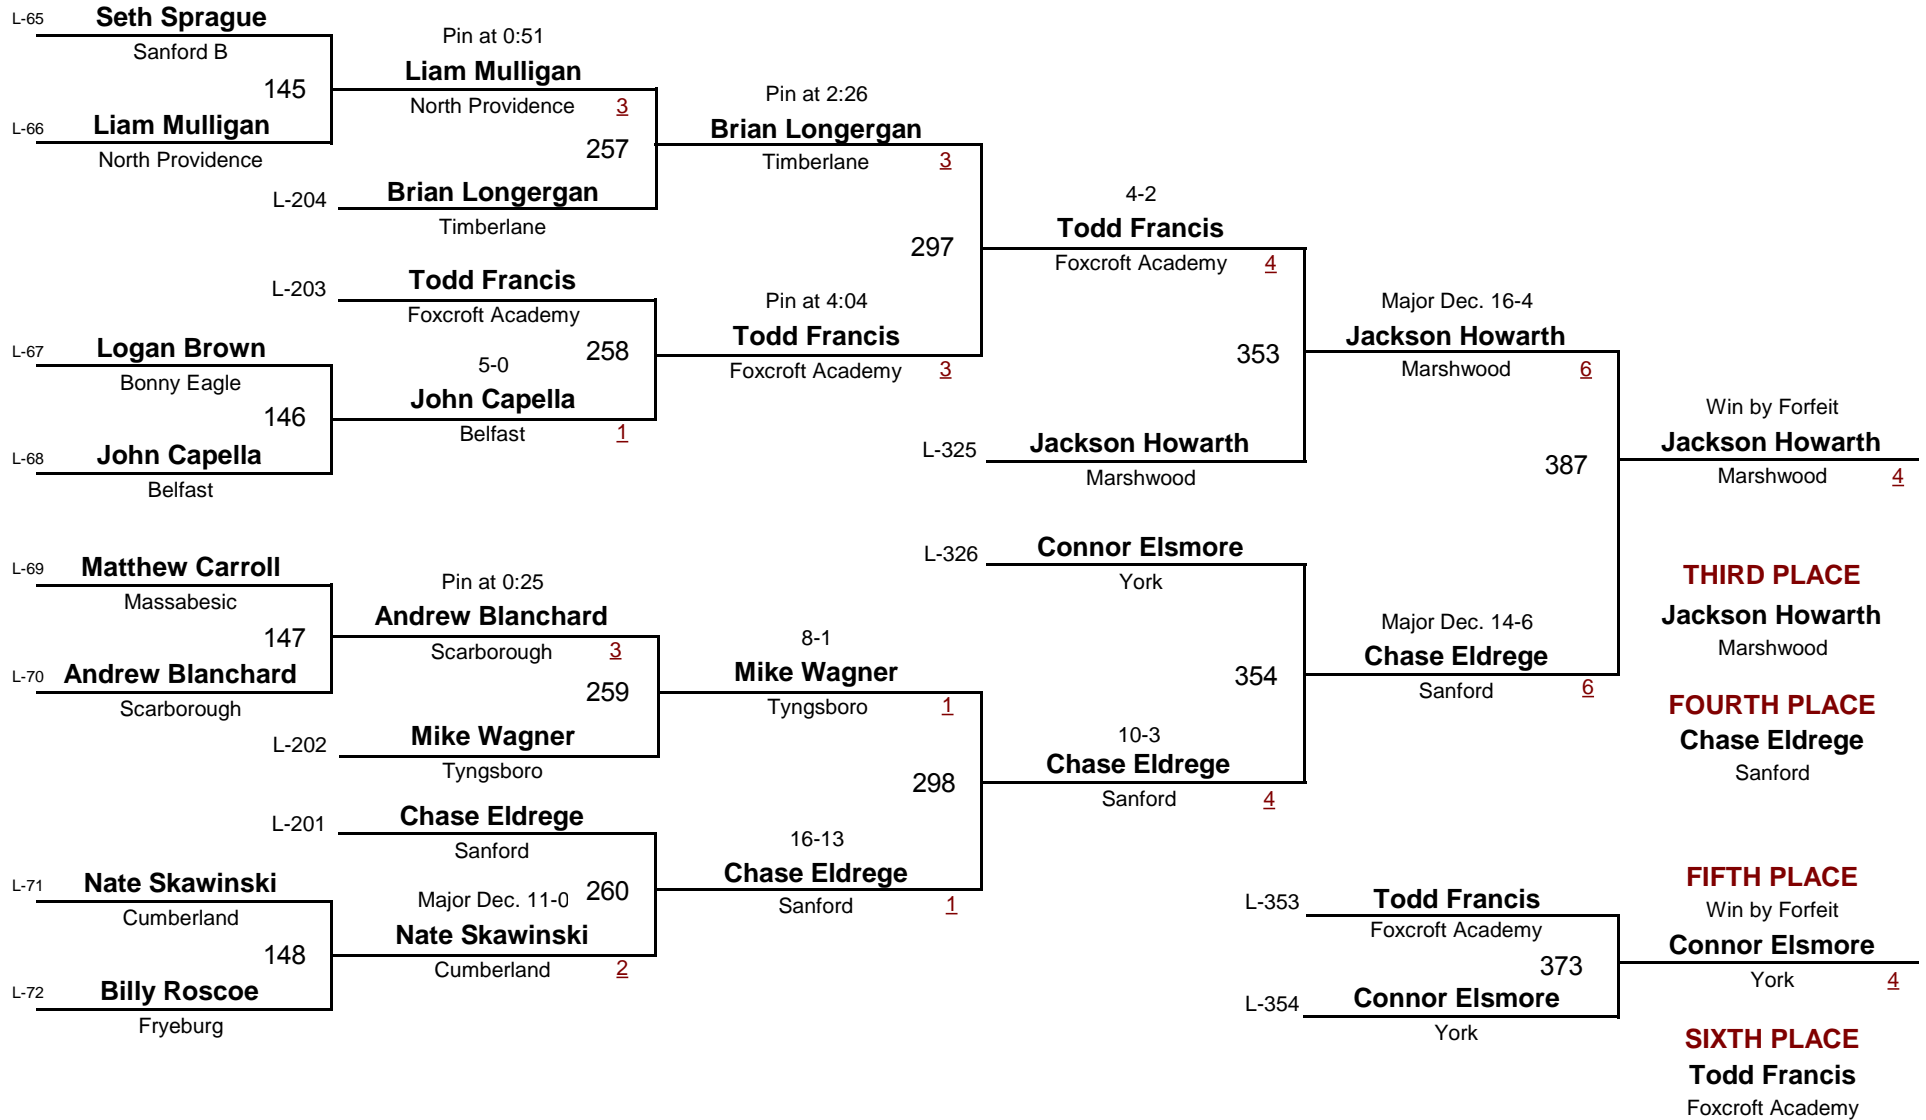 L-65 Seth Sprague
Sanford B
145
L-66 Liam Mulligan
North Providence
Pin at 0:51
Liam Mulligan
North Providence 3
257
L-204 Brian Longergan
Timberlane
Pin at 2:26
Brian Longergan
Timberlane 3
L-203 Todd Francis
Foxcroft Academy
258
L-67 Logan Brown
Bonny Eagle
146
L-68 John Capella
Belfast
5-0
John Capella
Belfast 1
Pin at 4:04
Todd Francis
Foxcroft Academy 3
297
4-2
Todd Francis
Foxcroft Academy 4
353
L-325 Jackson Howarth
Marshwood
Major Dec. 16-4
Jackson Howarth
Marshwood 6
387
Win by Forfeit
Jackson Howarth
Marshwood 4
L-69 Matthew Carroll
Massabesic
147
L-70 Andrew Blanchard
Scarborough
Pin at 0:25
Andrew Blanchard
Scarborough 3
259
L-202 Mike Wagner
Tyngsboro
8-1
Mike Wagner
Tyngsboro 1
298
L-201 Chase Eldrege
Sanford
260
L-71 Nate Skawinski
Cumberland
148
L-72 Billy Roscoe
Fryeburg
Major Dec. 11-0
Nate Skawinski
Cumberland 2
16-13
Chase Eldrege
Sanford 1
L-326 Connor Elsmore
York
354
10-3
Chase Eldrege
Sanford 4
Major Dec. 14-6
Chase Eldrege
Sanford 6
THIRD PLACE
Jackson Howarth
Marshwood
FOURTH PLACE
Chase Eldrege
Sanford
L-353 Todd Francis
Foxcroft Academy
373
L-354 Connor Elsmore
York
FIFTH PLACE
Win by Forfeit
Connor Elsmore
York 4
SIXTH PLACE
Todd Francis
Foxcroft Academy